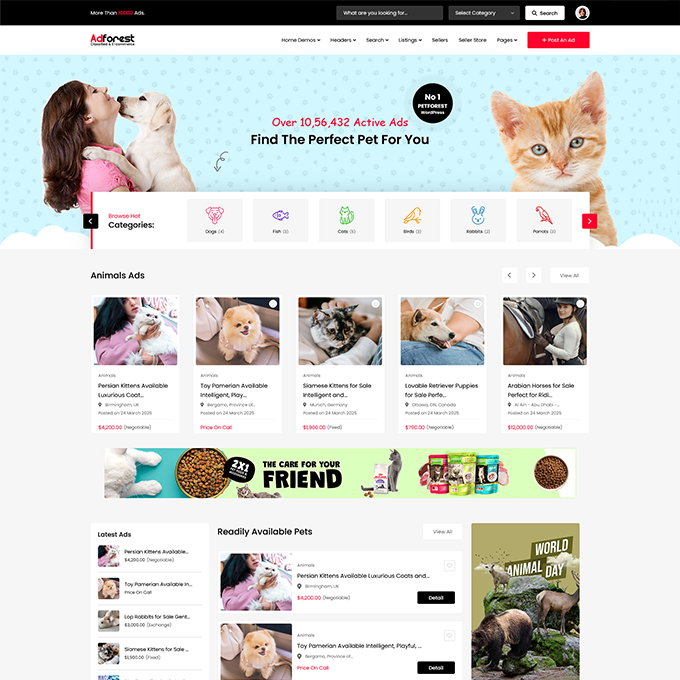 More Than 10000 Ads.
What are you looking for...
Select Category
Search
Adforest
Classified & E-commerce
Home Demos
Headers
Search
Listings
Sellers
Seller Store
Pages
+ Post An Ad
No 1
PETFOREST
WordPress
Over 10,56,432 Active Ads
Find The Perfect Pet For You
Browse Hot
Categories:
Dogs (4)
Fish (3)
Cats (5)
Birds (3)
Rabbits (2)
Parrots (2)
Animals Ads
View All
Animals
Persian Kittens Available
Luxurious Coat...
Birmingham, UK
Posted on 24 March 2025
$4,200.00 (Negotiable)
Animals
Toy Pamerian Available
Intelligent, Play...
Bergamo, Province of...
Posted on 24 March 2025
Price On Call
Animals
Siamese Kittens for Sale
Intelligent and...
Munich, Germany
Posted on 24 March 2025
$1,900.00 (Fixed)
Animals
Lovable Retriever Puppies
for Sale Perfe...
Ottawa, ON, Canada
Posted on 24 March 2025
$790.00 (Negotiable)
Animals
Arabian Horses for Sale
Perfect for Ridi...
Al Ain - Abu Dhabi -...
Posted on 24 March 2025
$12,000.00 (Negotiable)
2X1
THE CARE FOR YOUR
FRIEND
Latest Ads
Persian Kittens Available...
$4,200.00 (Negotiable)
Toy Pamerian Available In...
Price On Call
Lop Rabbits for Sale Gent...
$3,000.00 (Exchange)
Siamese Kittens for Sale ...
$1,900.00 (Fixed)
Lovable Retriever Puppies...
Readily Available Pets
View All
Animals
Persian Kittens Available Luxurious Coats and...
Birmingham, UK
$4,200.00 (Negotiable)
Detail
Animals
Toy Pamerian Available Intelligent, Playful, ...
Bergamo, Province of...
Price On Call
Detail
WORLD
ANIMAL
DAY